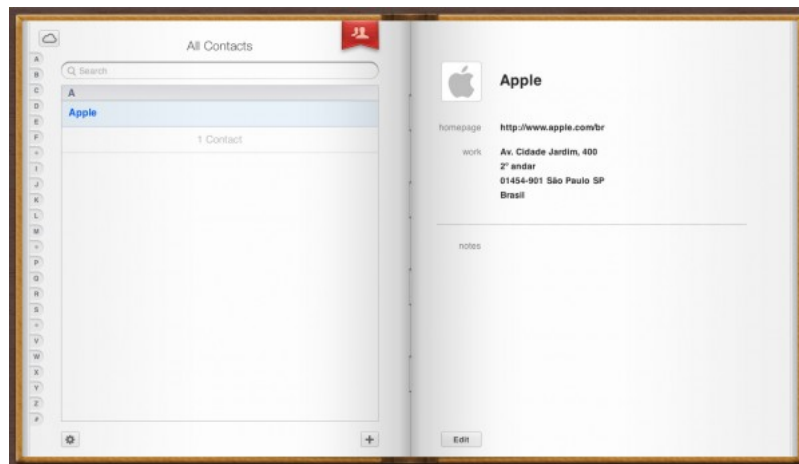 All Contacts
Search
A
Apple
1 Contact
A
B
C
D
E
F
I
J
K
L
M
P
Q
R
S
V
W
X
Y
Z
#
Apple
homepage http://www.apple.com/br
work Av. Cidade Jardim, 400
2º andar
01454-901 São Paulo SP
Brasil
notes
Edit